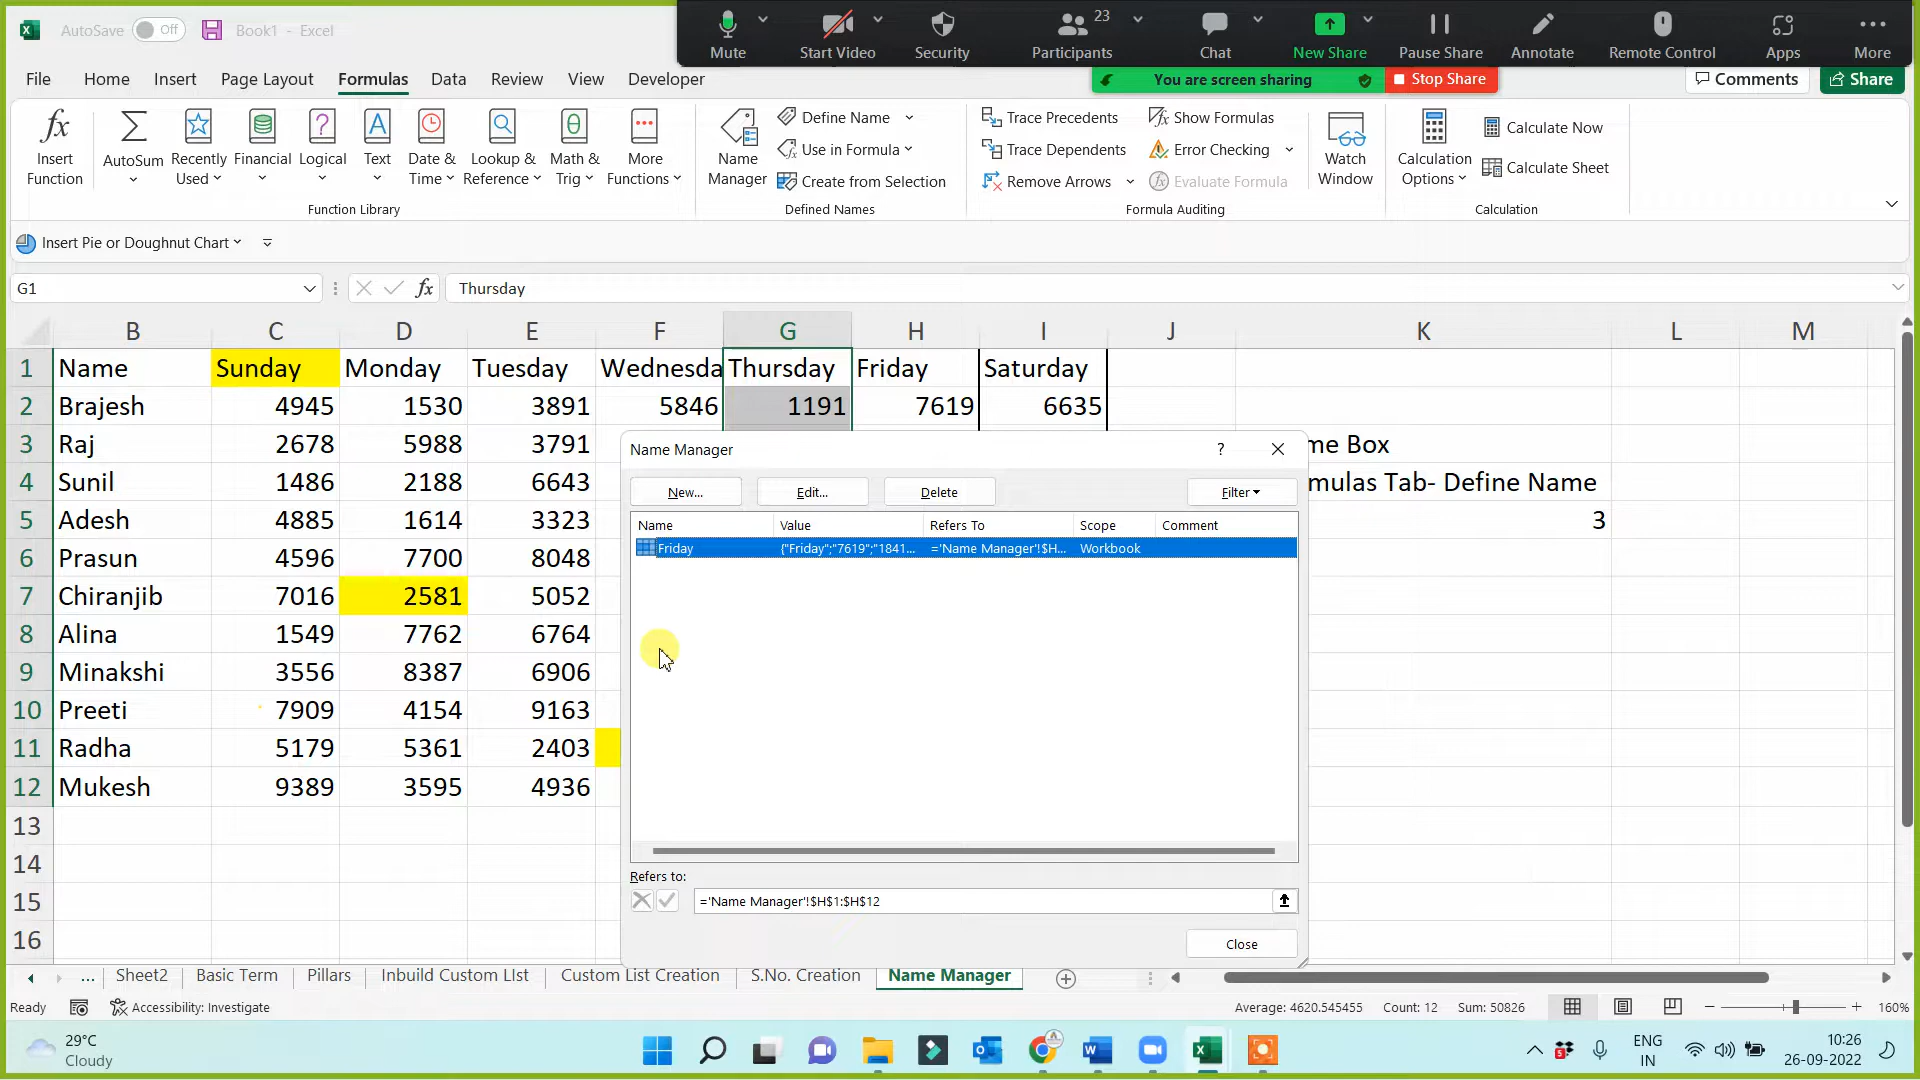 AutoSave Off Book1 - Excel
Mute Start Video Security Participants 23 Chat New Share Pause Share Annotate Remote Control Apps More
You are screen sharing Stop Share
File Home Insert Page Layout Formulas Data Review View Developer Comments Share
Insert Function
AutoSum
Recently Used
Financial
Logical
Text
Date & Time
Lookup & Reference
Math & Trig
More Functions
Function Library
Name Manager
Define Name
Use in Formula
Create from Selection
Defined Names
Trace Precedents
Trace Dependents
Remove Arrows
Show Formulas
Error Checking
Evaluate Formula
Formula Auditing
Watch Window
Calculation Options
Calculate Now
Calculate Sheet
Calculation
Insert Pie or Doughnut Chart
G1 fx Thursday
B C D E F G H I J K L M
1 Name Sunday Monday Tuesday Wednesda Thursday Friday Saturday
2 Brajesh 4945 1530 3891 5846 1191 7619 6635
3 Raj 2678 5988 3791 me Box
4 Sunil 1486 2188 6643 mulas Tab- Define Name
5 Adesh 4885 1614 3323 3
6 Prasun 4596 7700 8048
7 Chiranjib 7016 2581 5052
8 Alina 1549 7762 6764
9 Minakshi 3556 8387 6906
10 Preeti 7909 4154 9163
11 Radha 5179 5361 2403
12 Mukesh 9389 3595 4936
13
14
15
16
Name Manager ?
New... Edit... Delete Filter
Name Value Refers To Scope Comment
Friday {"Friday";"7619";"1841... ='Name Manager'!$H... Workbook
Refers to:
='Name Manager'!$H$1:$H$12
Close
... Sheet2 Basic Term Pillars Inbuild Custom LIst Custom List Creation S.No. Creation Name Manager
Ready Accessibility: Investigate Average: 4620.545455 Count: 12 Sum: 50826 160%
29°C
Cloudy
ENG
IN
10:26
26-09-2022